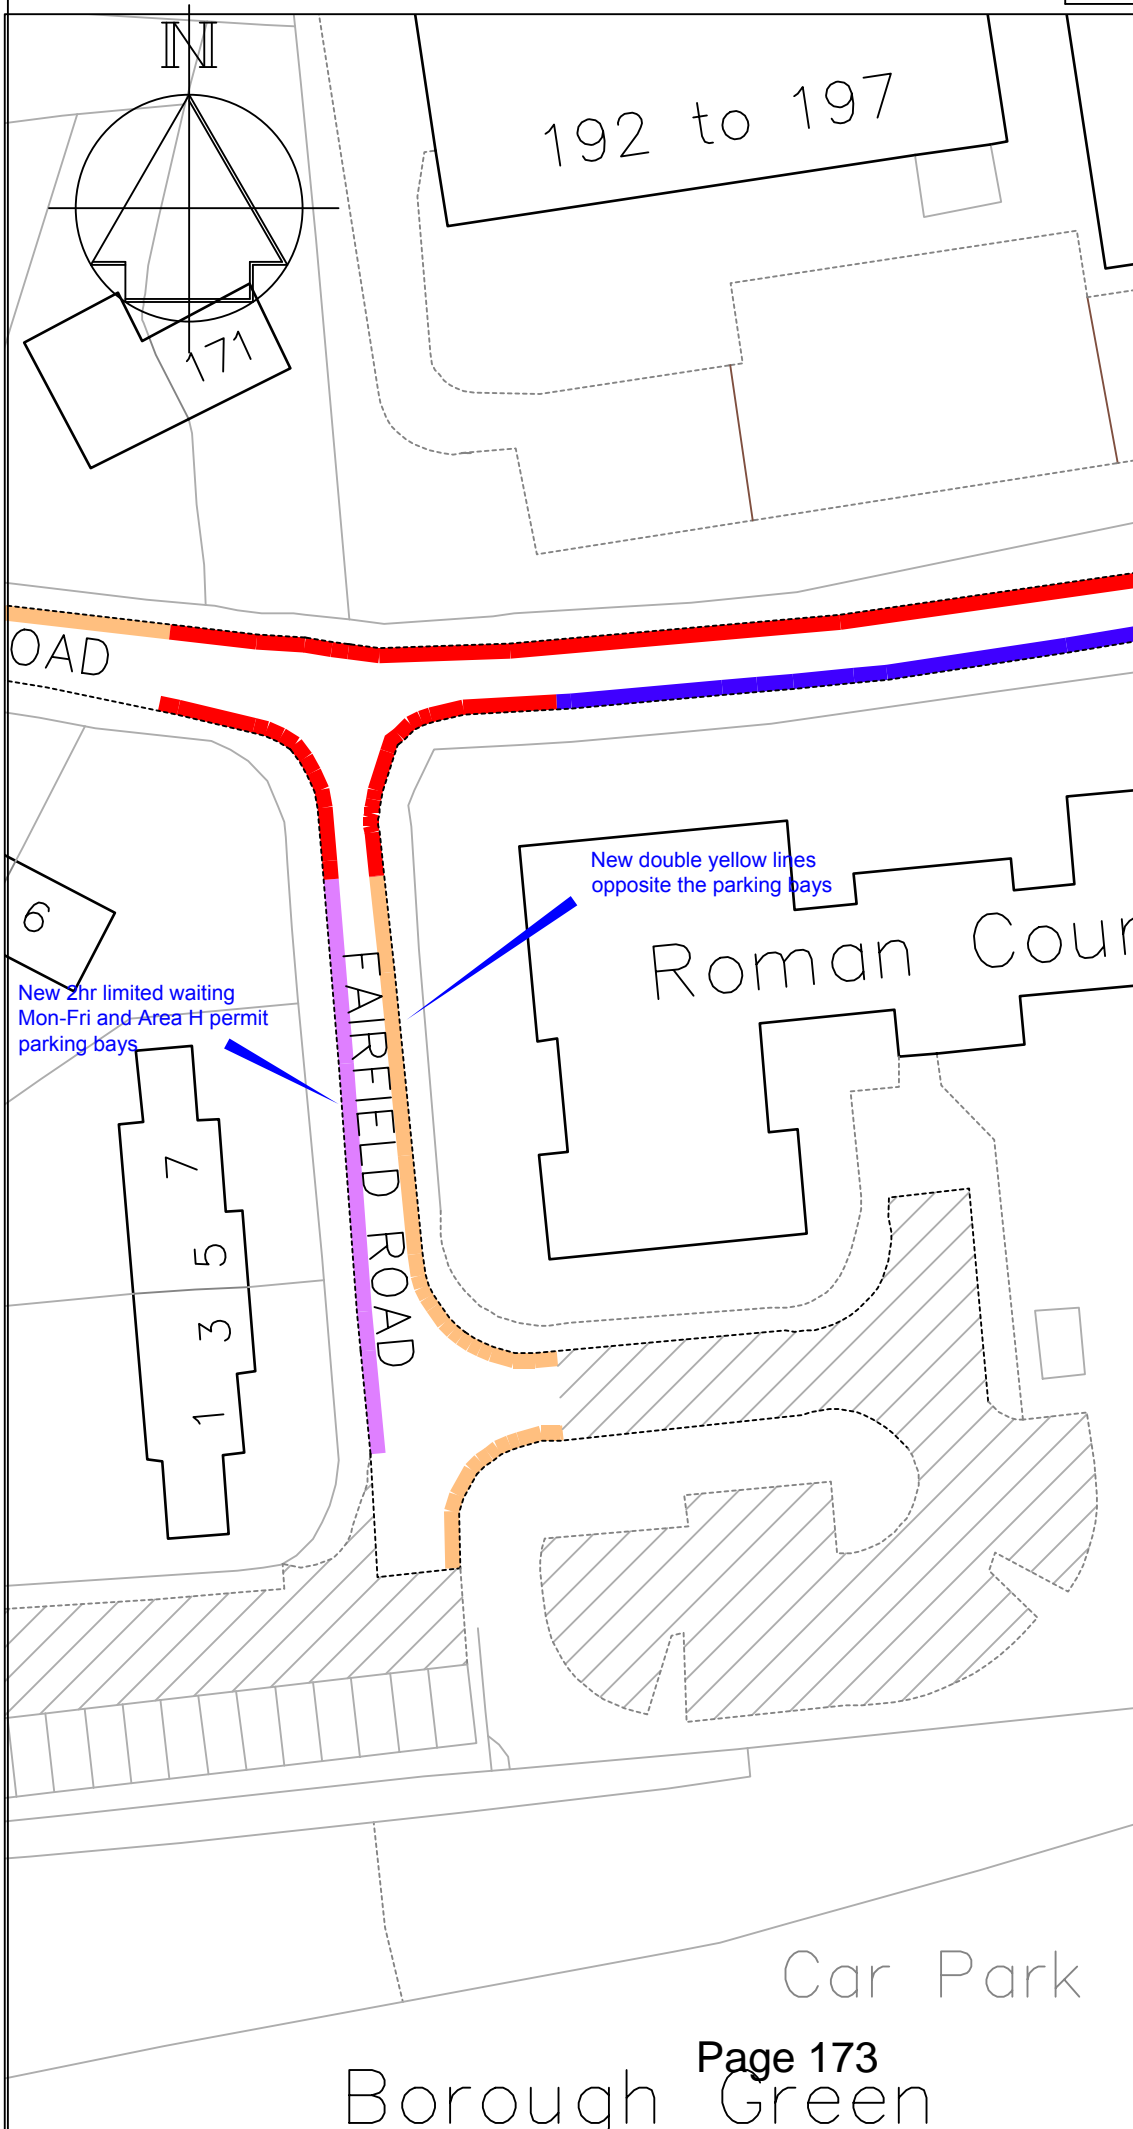 N
192 to 197
171
OAD
New double yellow lines
opposite the parking bays
6
Roman Cour
New 2hr limited waiting
Mon-Fri and Area H permit
parking bays
FAIRFIELD ROAD
7
5
3
1
Car Park
Page 173
Borough Green